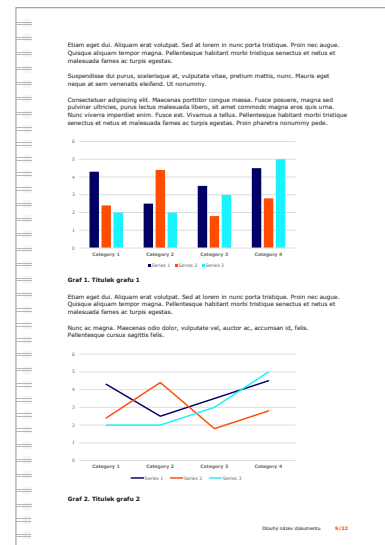 Etiam eget dui. Aliquam erat volutpat. Sed at lorem in nunc porta tristique. Proin nec augue.
Quisque aliquam tempor magna. Pellentesque habitant morbi tristique senectus et netus et
malesuada fames ac turpis egestas.
Suspendisse dui purus, scelerisque at, vulputate vitae, pretium mattis, nunc. Mauris eget
neque at sem venenatis eleifend. Ut nonummy.
Consectetuer adipiscing elit. Maecenas porttitor congue massa. Fusce posuere, magna sed
pulvinar ultricies, purus lectus malesuada libero, sit amet commodo magna eros quis urna.
Nunc viverra imperdiet enim. Fusce est. Vivamus a tellus. Pellentesque habitant morbi tristique
senectus et netus et malesuada fames ac turpis egestas. Proin pharetra nonummy pede.
6
5
4
3
2
1
0
Category 1 Category 2 Category 3 Category 4
Series 1 Series 2 Series 3
Graf 1. Titulek grafu 1
Etiam eget dui. Aliquam erat volutpat. Sed at lorem in nunc porta tristique. Proin nec augue.
Quisque aliquam tempor magna. Pellentesque habitant morbi tristique senectus et netus et
malesuada fames ac turpis egestas.
Nunc ac magna. Maecenas odio dolor, vulputate vel, auctor ac, accumsan id, felis.
Pellentesque cursus sagittis felis.
6
5
4
3
2
1
0
Category 1 Category 2 Category 3 Category 4
Series 1 Series 2 Series 3
Graf 2. Titulek grafu 2
Dlouhý název dokumentu 9/22